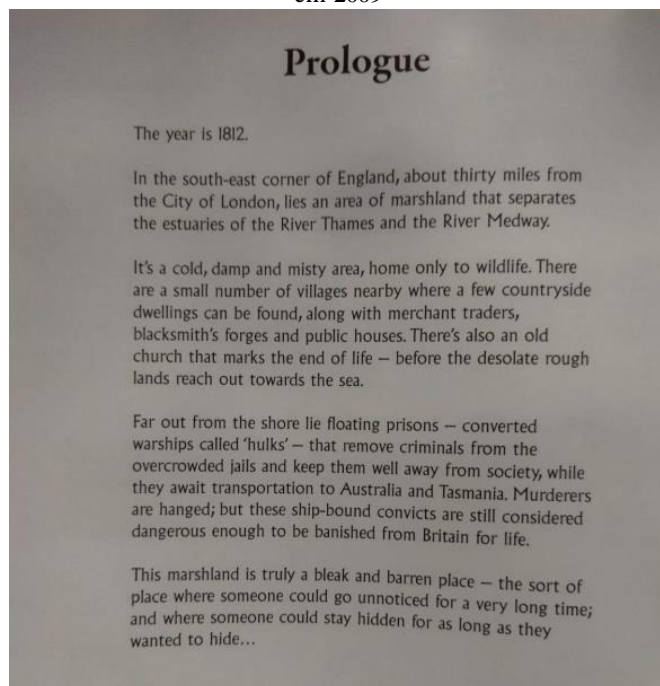 Prologue
The year is 1812.
In the south-east corner of England, about thirty miles from
the City of London, lies an area of marshland that separates
the estuaries of the River Thames and the River Medway.
It's a cold, damp and misty area, home only to wildlife. There
are a small number of villages nearby where a few countryside
dwellings can be found, along with merchant traders,
blacksmith's forges and public houses. There's also an old
church that marks the end of life – before the desolate rough
lands reach out towards the sea.
Far out from the shore lie floating prisons – converted
warships called 'hulks' – that remove criminals from the
overcrowded jails and keep them well away from society, while
they await transportation to Australia and Tasmania. Murderers
are hanged; but these ship-bound convicts are still considered
dangerous enough to be banished from Britain for life.
This marshland is truly a bleak and barren place – the sort of
place where someone could go unnoticed for a very long time;
and where someone could stay hidden for as long as they
wanted to hide...